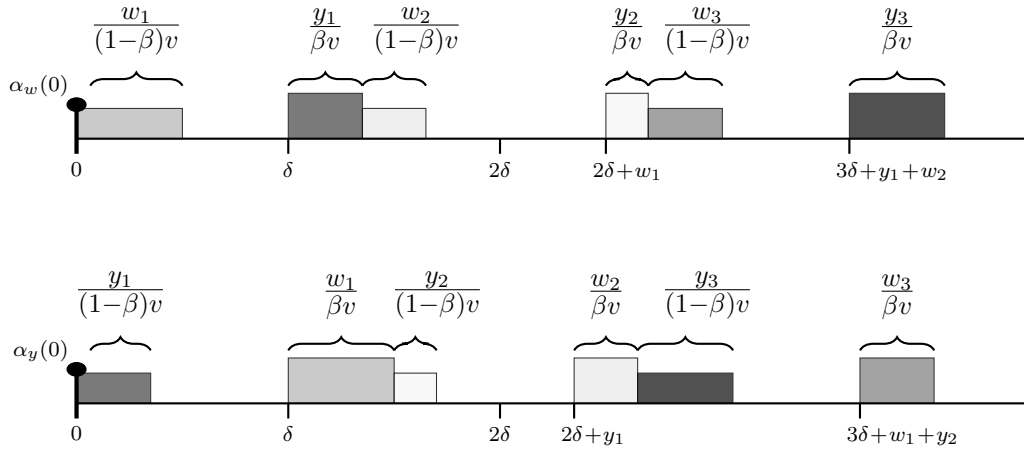 w₁/(1−β)v y₁/βv w₂/(1−β)v y₂/βv w₃/(1−β)v y₃/βv
α_w(0)
0 δ 2δ 2δ+w₁ 3δ+y₁+w₂
y₁/(1−β)v w₁/βv y₂/(1−β)v w₂/βv y₃/(1−β)v w₃/βv
α_y(0)
0 δ 2δ 2δ+y₁ 3δ+w₁+y₂